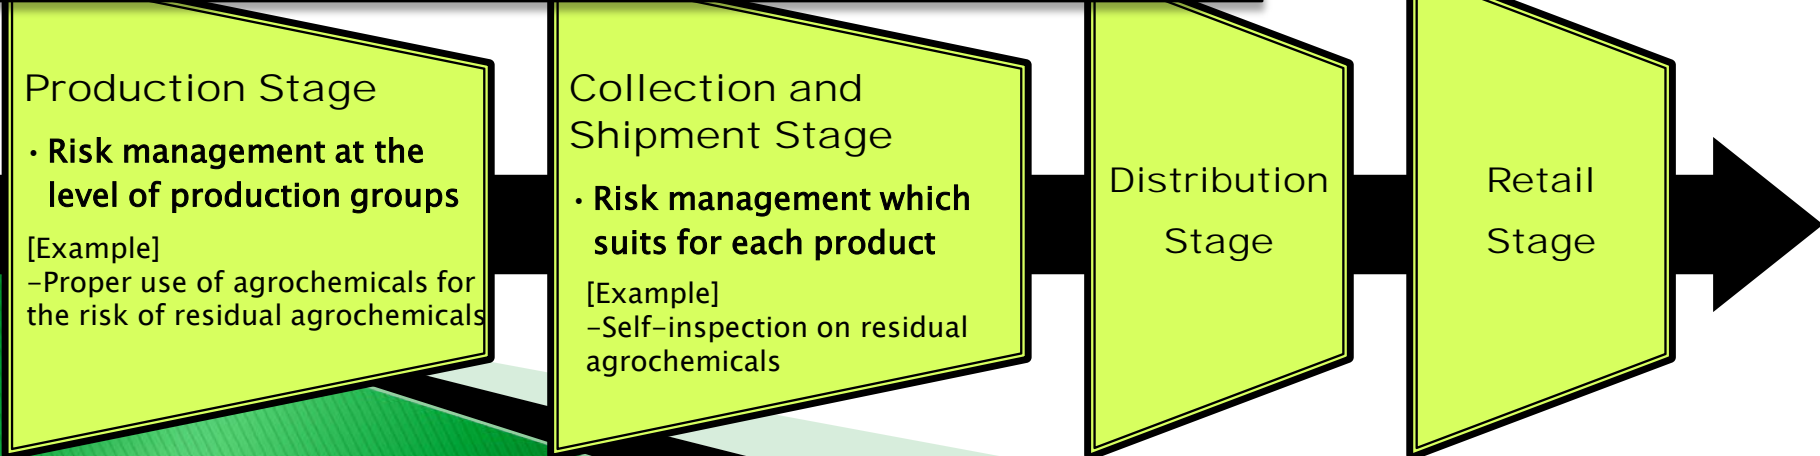 Production Stage
・Risk management at the
level of production groups
[Example]
-Proper use of agrochemicals for
the risk of residual agrochemicals
Collection and
Shipment Stage
・Risk management which
suits for each product
[Example]
-Self-inspection on residual
agrochemicals
Distribution
Stage
Retail
Stage